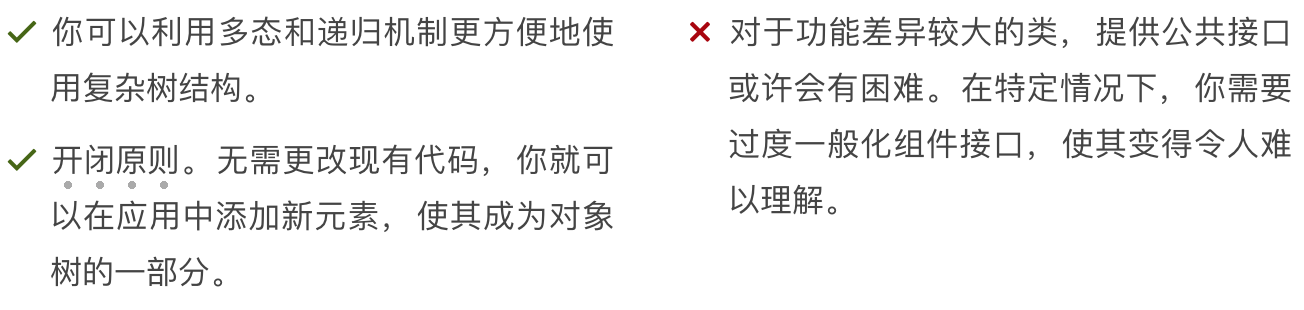 你可以利用多态和递归机制更方便地使
用复杂树结构。
开闭原则。无需更改现有代码，你就可
以在应用中添加新元素，使其成为对象
树的一部分。
对于功能差异较大的类，提供公共接口
或许会有困难。在特定情况下，你需要
过度一般化组件接口，使其变得令人难
以理解。